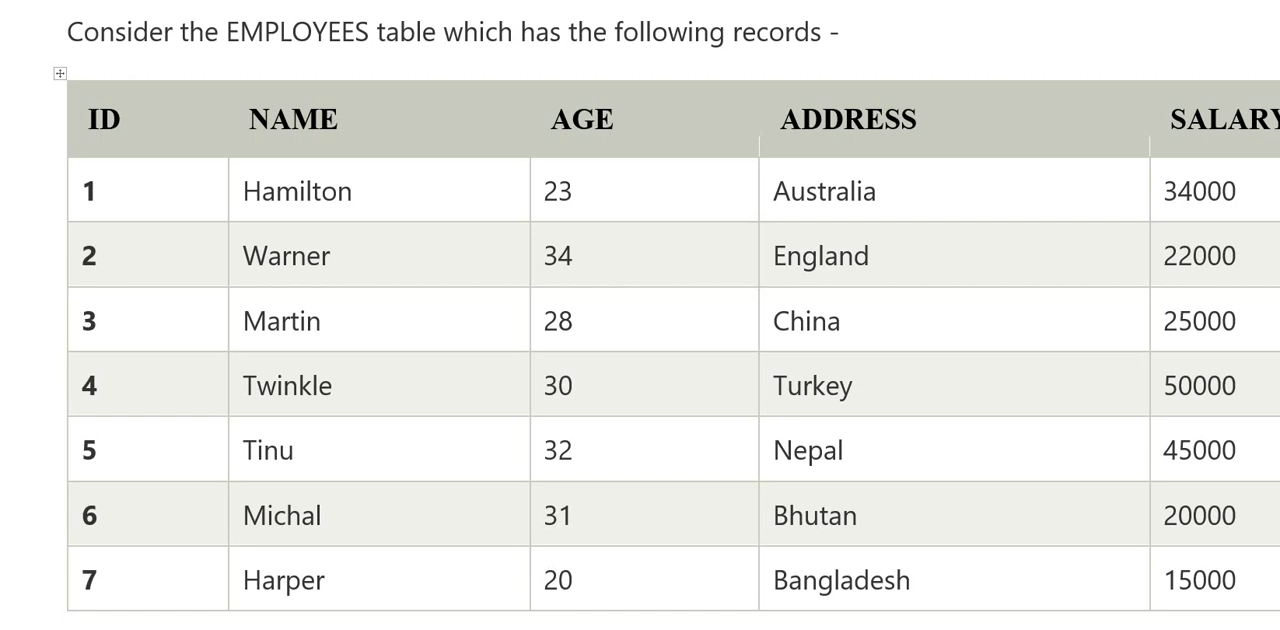 Consider the EMPLOYEES table which has the following records -
ID NAME AGE ADDRESS SALARY
1 Hamilton 23 Australia 34000
2 Warner 34 England 22000
3 Martin 28 China 25000
4 Twinkle 30 Turkey 50000
5 Tinu 32 Nepal 45000
6 Michal 31 Bhutan 20000
7 Harper 20 Bangladesh 15000